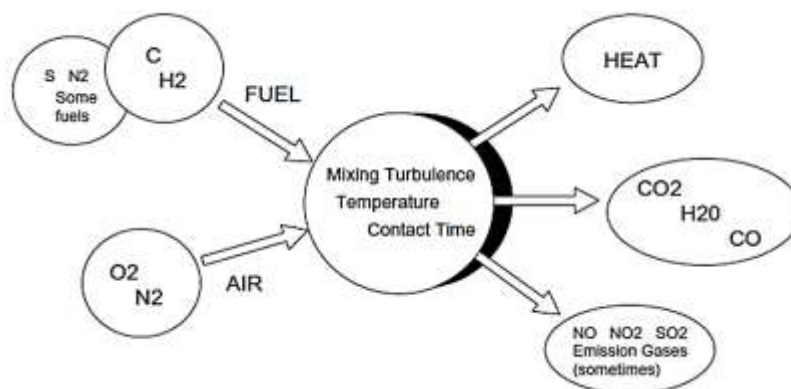 S N2
Some
fuels
C
H2
FUEL
O2
N2
AIR
Mixing Turbulence
Temperature
Contact Time
HEAT
CO2
H20
CO
NO NO2 SO2
Emission Gases
(sometimes)